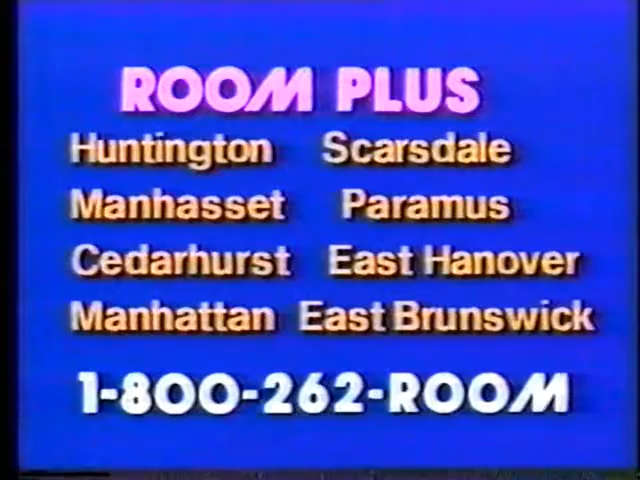 ROOM PLUS
Huntington Scarsdale
Manhasset Paramus
Cedarhurst East Hanover
Manhattan East Brunswick
1-800-262-ROOM